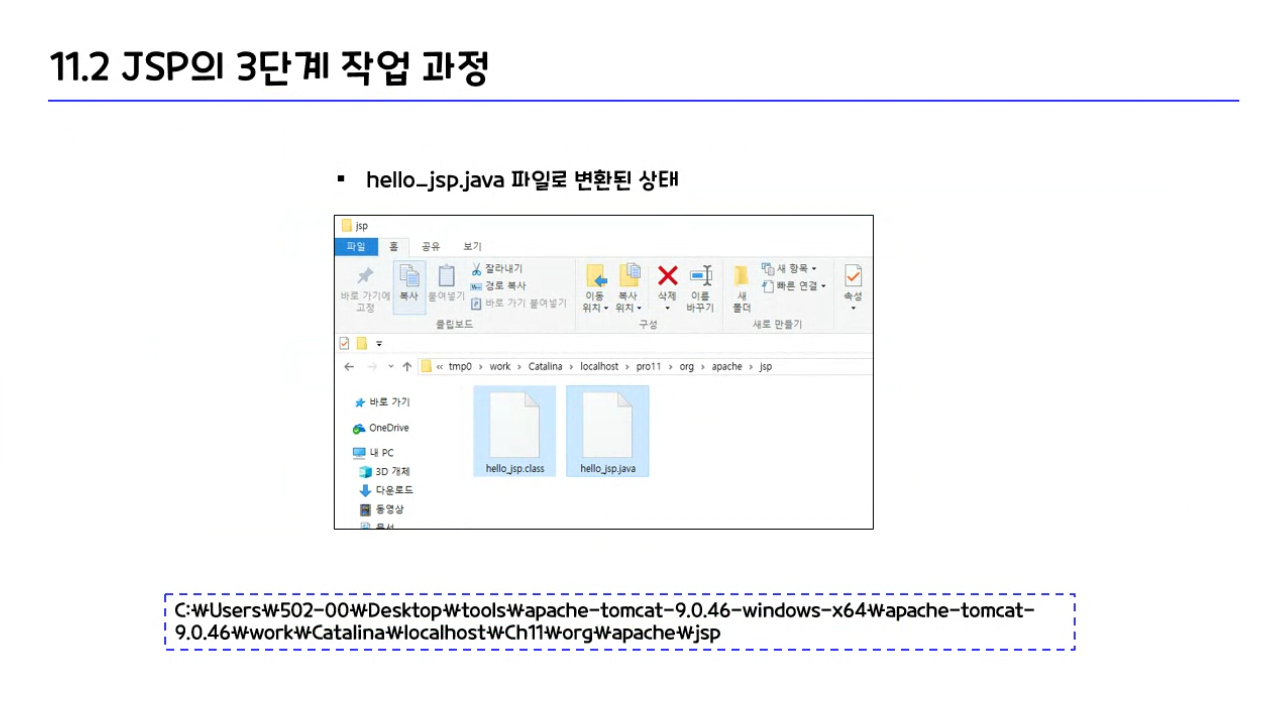 11.2 JSP의 3단계 작업 과정
▪ hello_jsp.java 파일로 변환된 상태
jsp
파일 홈 공유 보기
바로 가기에 고정
복사
붙여넣기
잘라내기
경로 복사
바로 가기 붙여넣기
클립보드
이동 위치
복사 위치
삭제
이름 바꾸기
구성
새 폴더
새 항목
빠른 연결
새로 만들기
속성
« tmp0 › work › Catalina › localhost › pro11 › org › apache › jsp
바로 가기
OneDrive
내 PC
3D 개체
다운로드
동영상
문서
hello_jsp.class
hello_jsp.java
C:₩Users₩502-00₩Desktop₩tools₩apache-tomcat-9.0.46-windows-x64₩apache-tomcat-
9.0.46₩work₩Catalina₩localhost₩Ch11₩org₩apache₩jsp